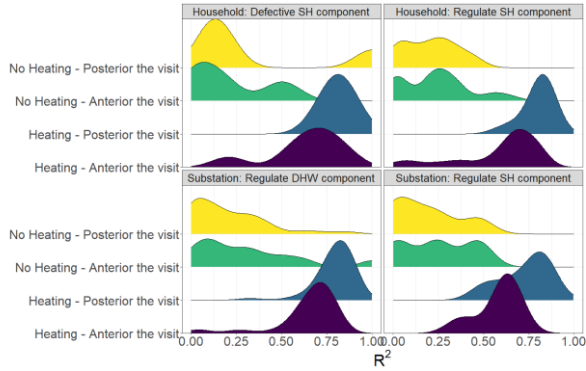 Household: Defective SH component Household: Regulate SH component
No Heating - Posterior the visit
No Heating - Anterior the visit
Heating - Posterior the visit
Heating - Anterior the visit
Substation: Regulate DHW component Substation: Regulate SH component
No Heating - Posterior the visit
No Heating - Anterior the visit
Heating - Posterior the visit
Heating - Anterior the visit
0.00 0.25 0.50 0.75 1.00 0.00 0.25 0.50 0.75 1.00
R²